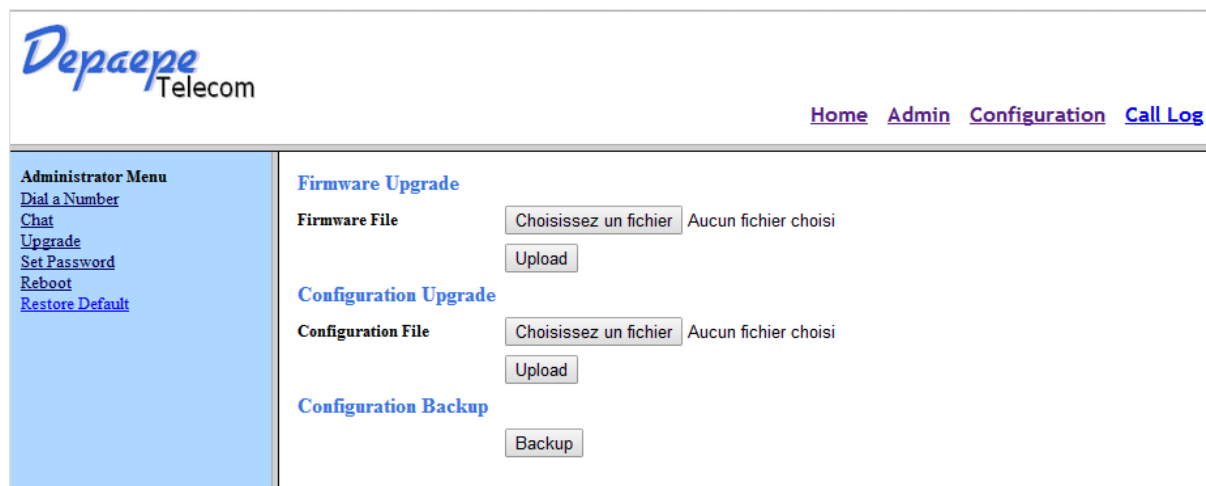 Depaepe
Telecom
Home Admin Configuration Call Log
Administrator Menu
Dial a Number
Chat
Upgrade
Set Password
Reboot
Restore Default
Firmware Upgrade
Firmware File Choisissez un fichier Aucun fichier choisi
Upload
Configuration Upgrade
Configuration File Choisissez un fichier Aucun fichier choisi
Upload
Configuration Backup
Backup